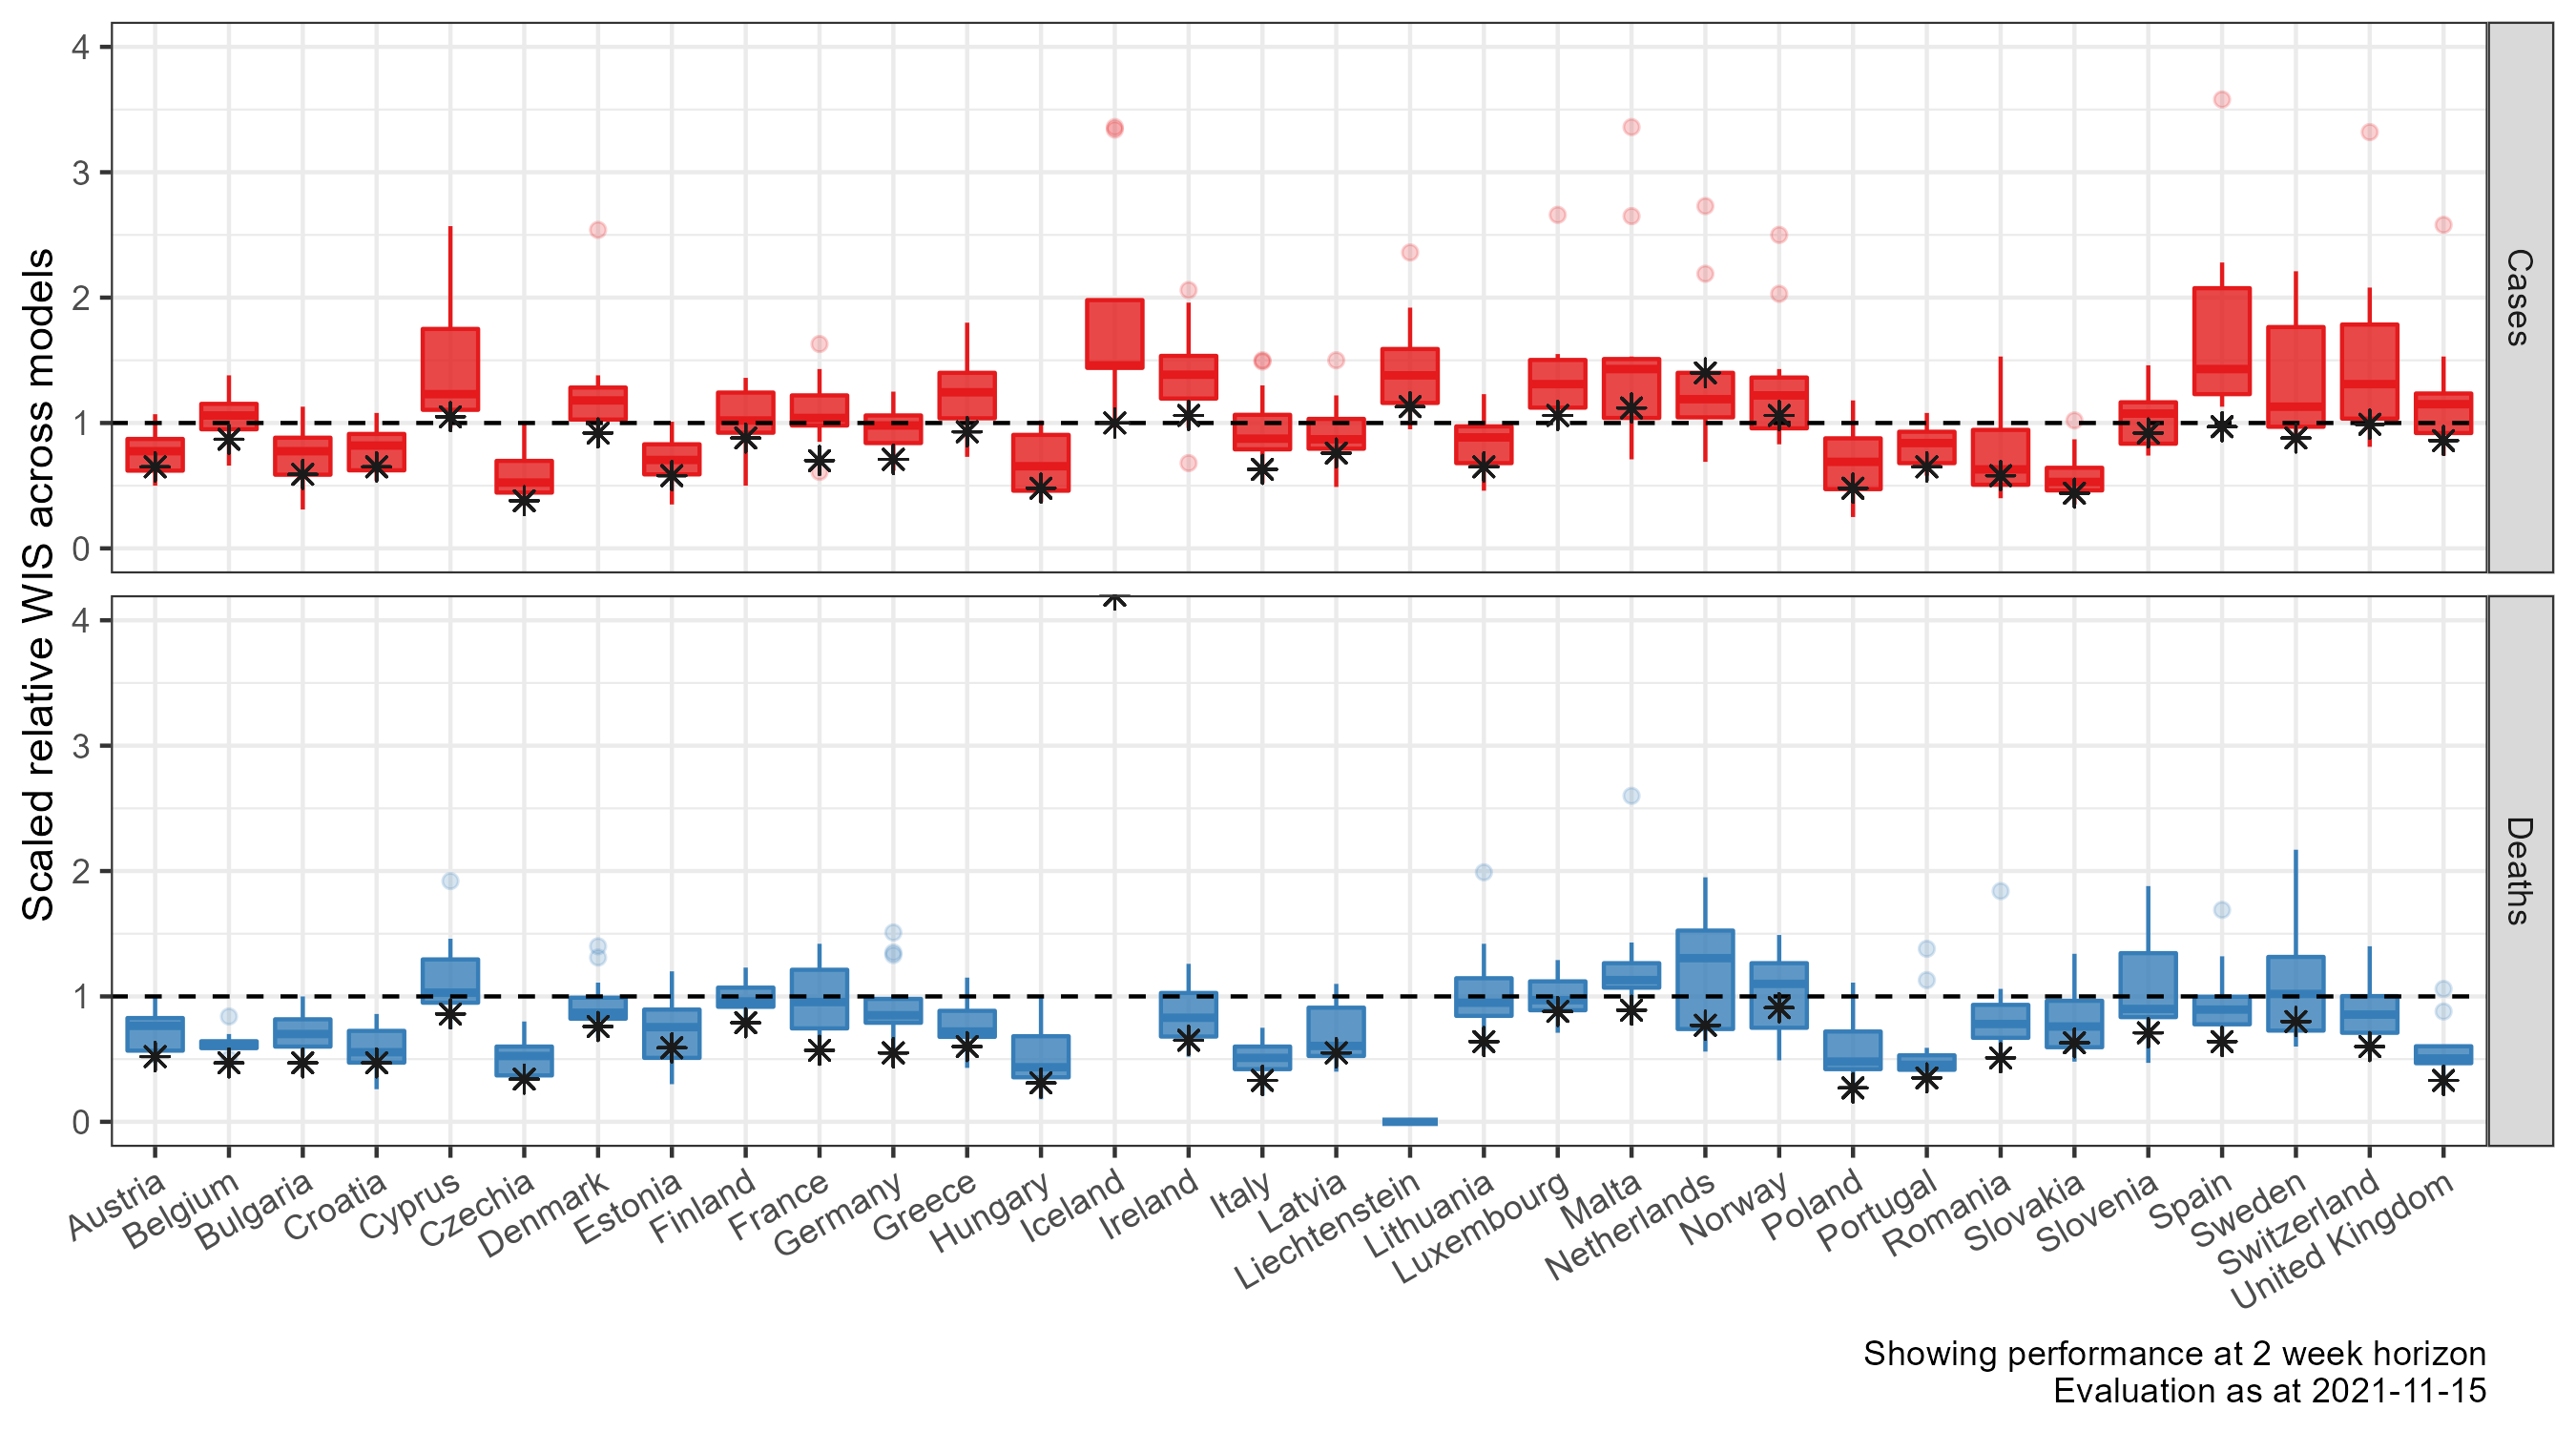 Scaled relative WIS across models
4
3
2
1
0
Cases
4
3
2
1
0
Deaths
Austria
Belgium
Bulgaria
Croatia
Cyprus
Czechia
Denmark
Estonia
Finland
France
Germany
Greece
Hungary
Iceland
Ireland
Italy
Latvia
Liechtenstein
Lithuania
Luxembourg
Malta
Netherlands
Norway
Poland
Portugal
Romania
Slovakia
Slovenia
Spain
Sweden
Switzerland
United Kingdom
Showing performance at 2 week horizon
Evaluation as at 2021-11-15